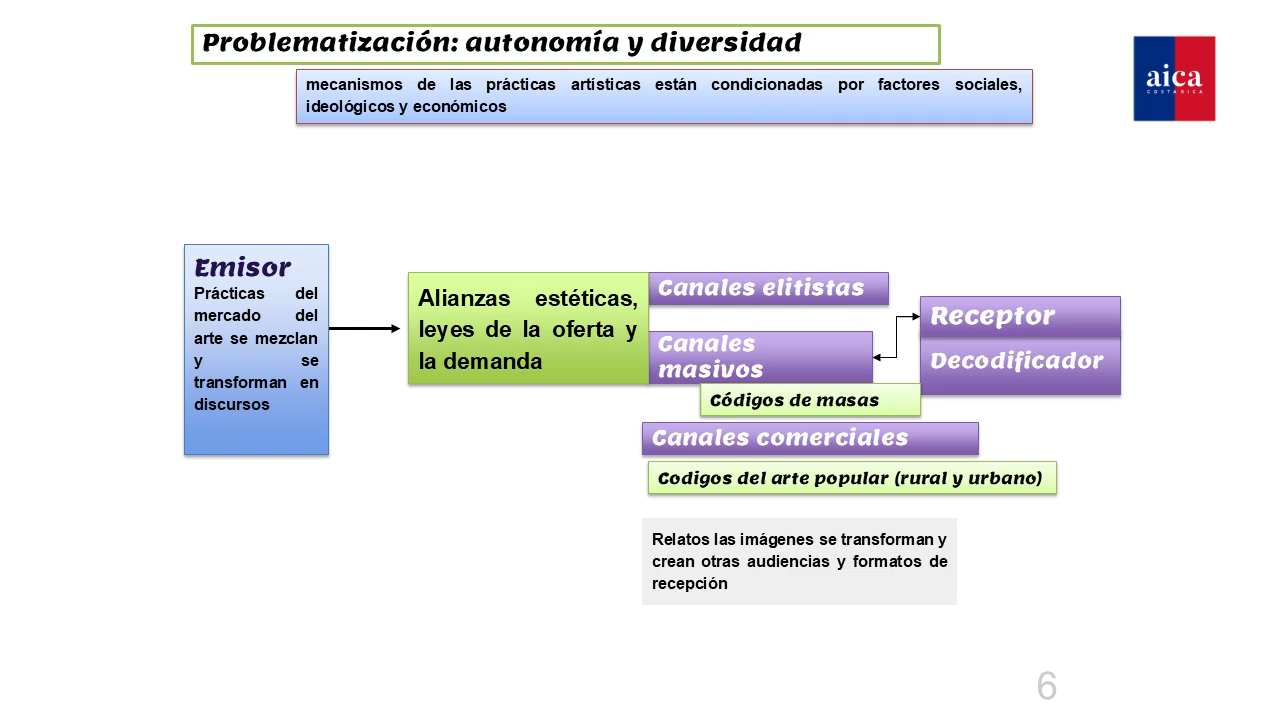 Problematización: autonomía y diversidad
mecanismos de las prácticas artísticas están condicionadas por factores sociales,
ideológicos y económicos
aica
COSTA RICA
Emisor
Prácticas del
mercado del
arte se mezclan
y se
transforman en
discursos
Alianzas estéticas,
leyes de la oferta y
la demanda
Canales elitistas
Canales
masivos
Códigos de masas
Receptor
Decodificador
Canales comerciales
Codigos del arte popular (rural y urbano)
Relatos las imágenes se transforman y
crean otras audiencias y formatos de
recepción
6